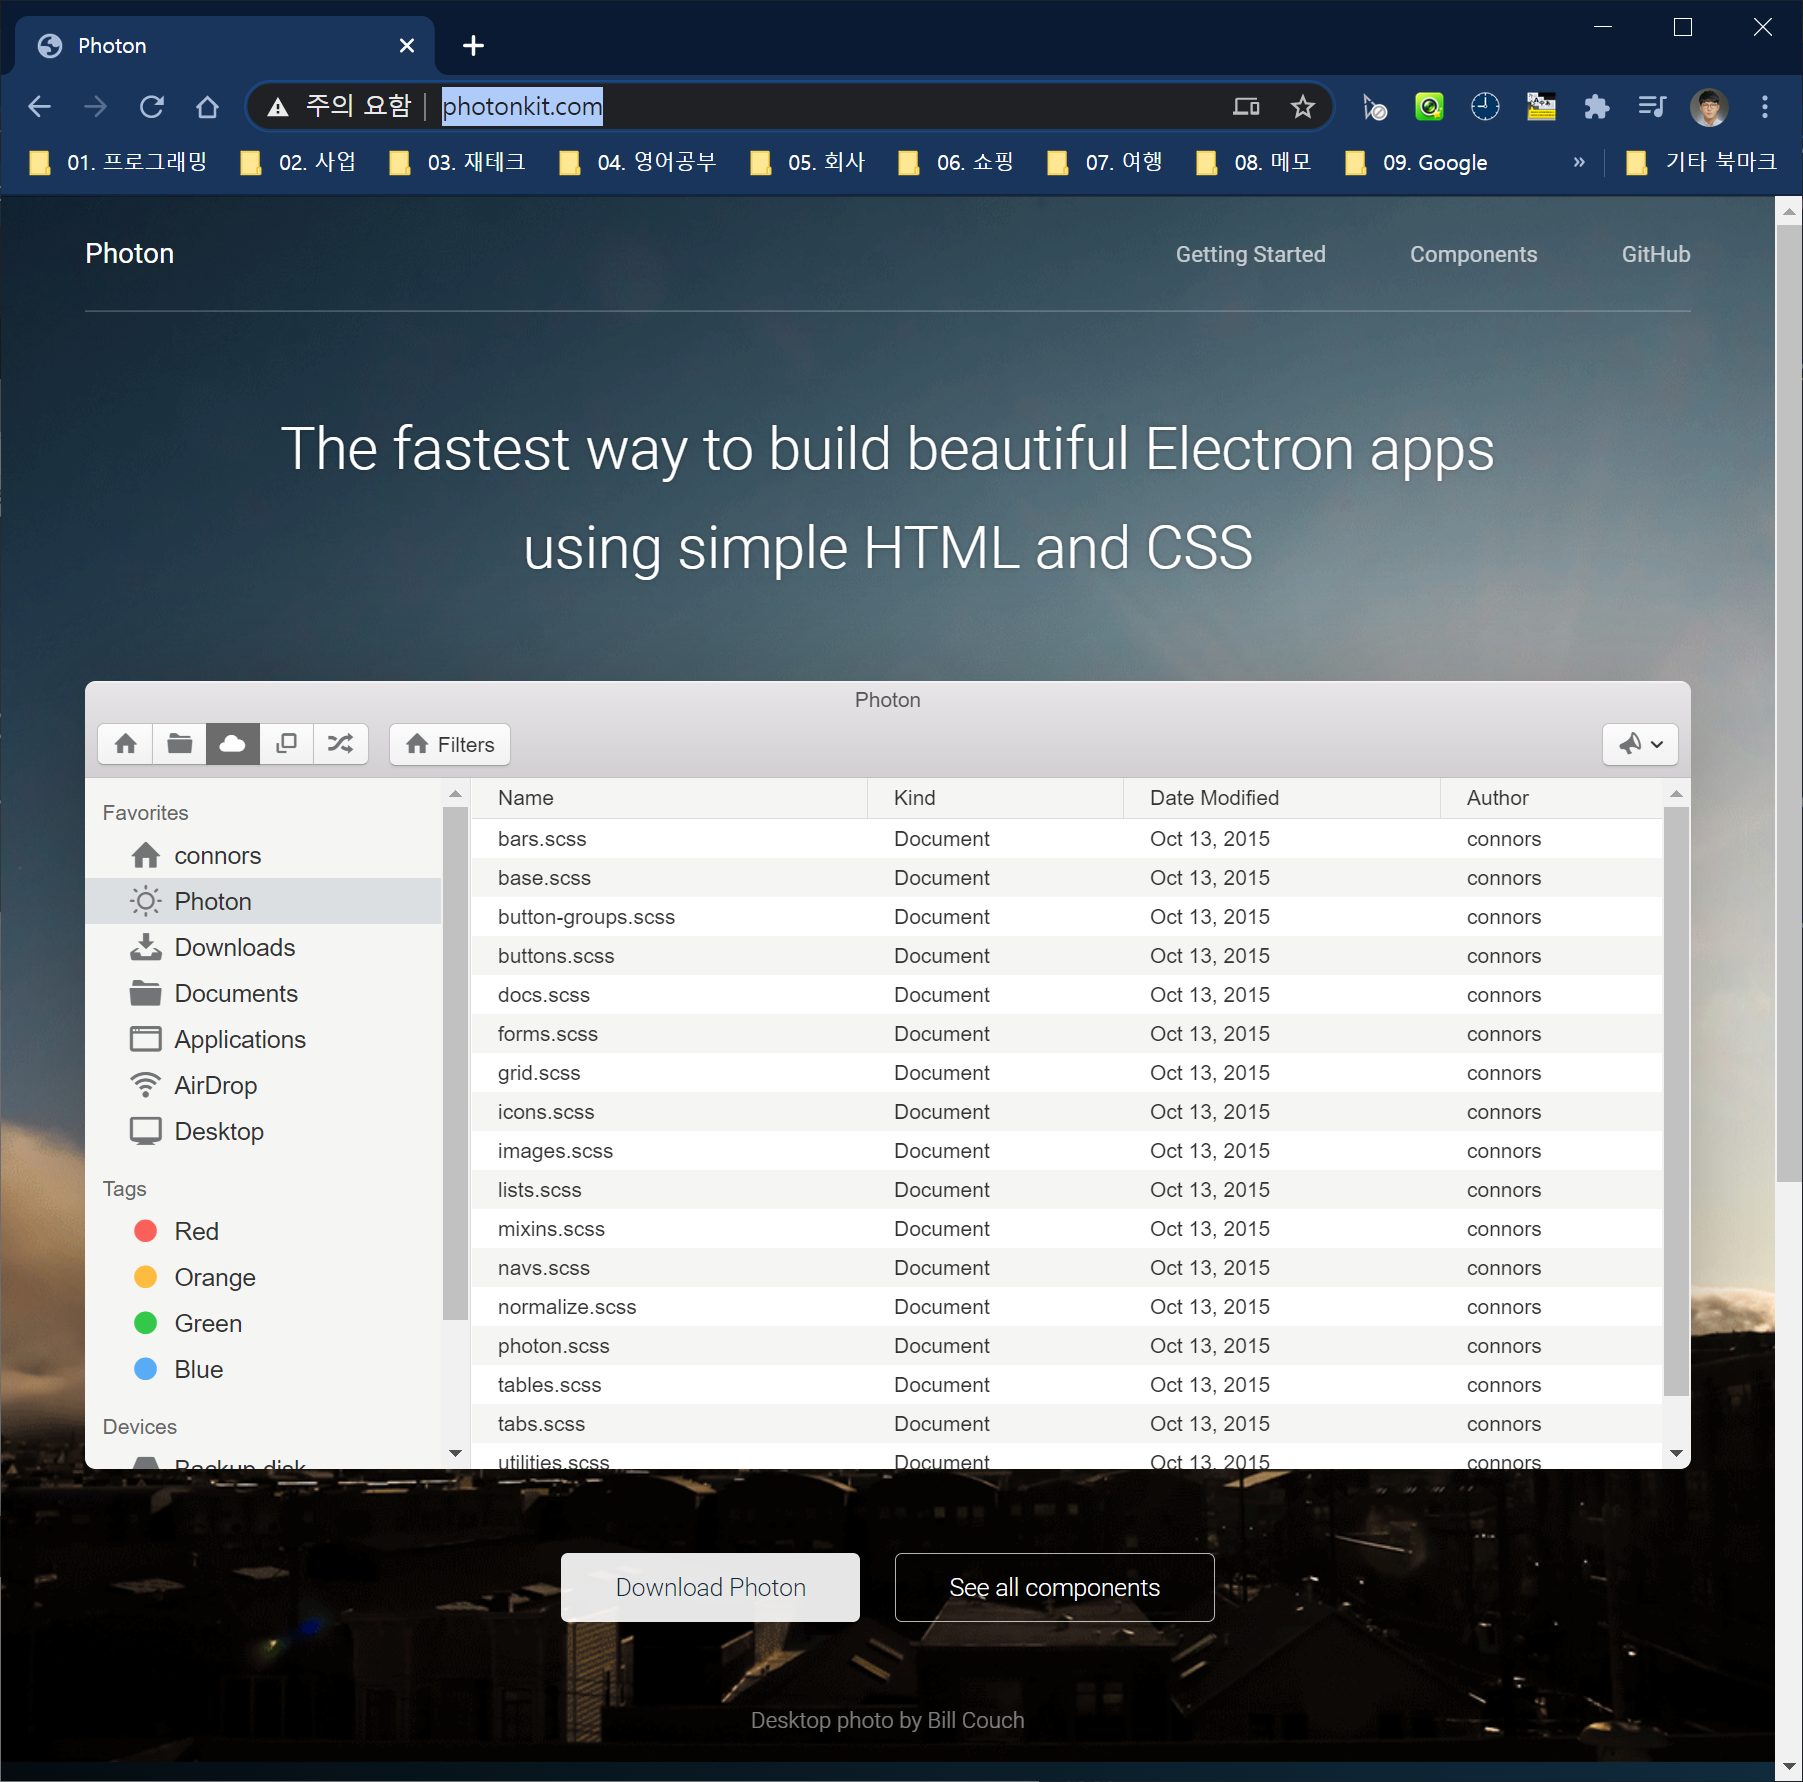 Photon
주의 요함 photonkit.com
01. 프로그래밍 02. 사업 03. 재테크 04. 영어공부 05. 회사 06. 쇼핑 07. 여행 08. 메모 09. Google » 기타 북마크
Photon Getting Started Components GitHub
The fastest way to build beautiful Electron apps
using simple HTML and CSS
Photon
Filters
Favorites
connors
Photon
Downloads
Documents
Applications
AirDrop
Desktop
Tags
Red
Orange
Green
Blue
Devices
Backup disk
Name Kind Date Modified Author
bars.scss Document Oct 13, 2015 connors
base.scss Document Oct 13, 2015 connors
button-groups.scss Document Oct 13, 2015 connors
buttons.scss Document Oct 13, 2015 connors
docs.scss Document Oct 13, 2015 connors
forms.scss Document Oct 13, 2015 connors
grid.scss Document Oct 13, 2015 connors
icons.scss Document Oct 13, 2015 connors
images.scss Document Oct 13, 2015 connors
lists.scss Document Oct 13, 2015 connors
mixins.scss Document Oct 13, 2015 connors
navs.scss Document Oct 13, 2015 connors
normalize.scss Document Oct 13, 2015 connors
photon.scss Document Oct 13, 2015 connors
tables.scss Document Oct 13, 2015 connors
tabs.scss Document Oct 13, 2015 connors
utilities.scss Document Oct 13, 2015 connors
Download Photon See all components
Desktop photo by Bill Couch